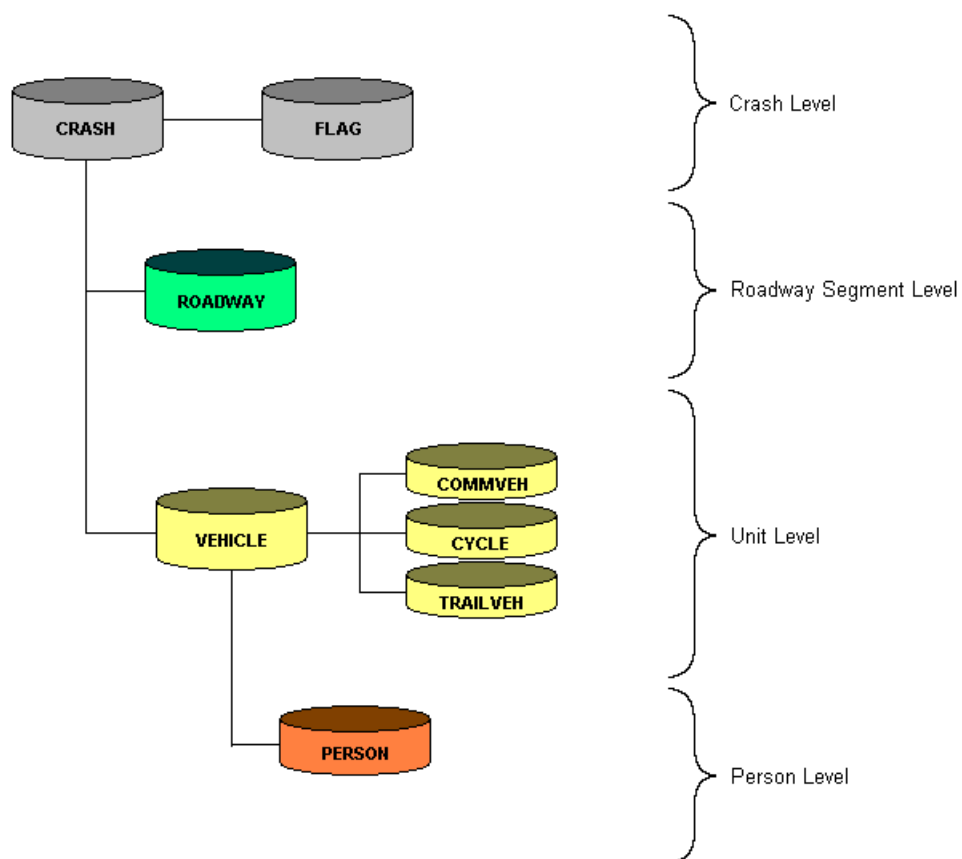 CRASH
FLAG
Crash Level
ROADWAY
Roadway Segment Level
COMMVEH
VEHICLE
CYCLE
TRAILVEH
Unit Level
PERSON
Person Level